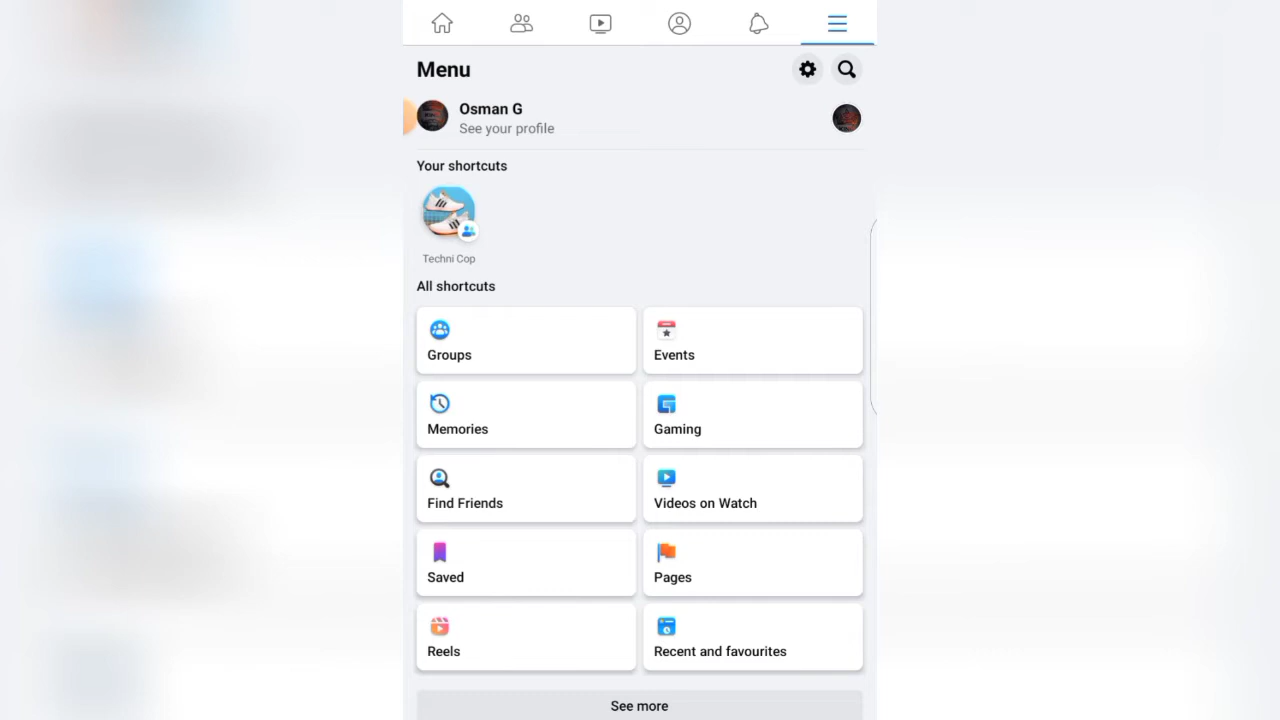 Menu
Osman G
See your profile
Your shortcuts
Techni Cop
All shortcuts
Groups
Events
Memories
Gaming
Find Friends
Videos on Watch
Saved
Pages
Reels
Recent and favourites
See more